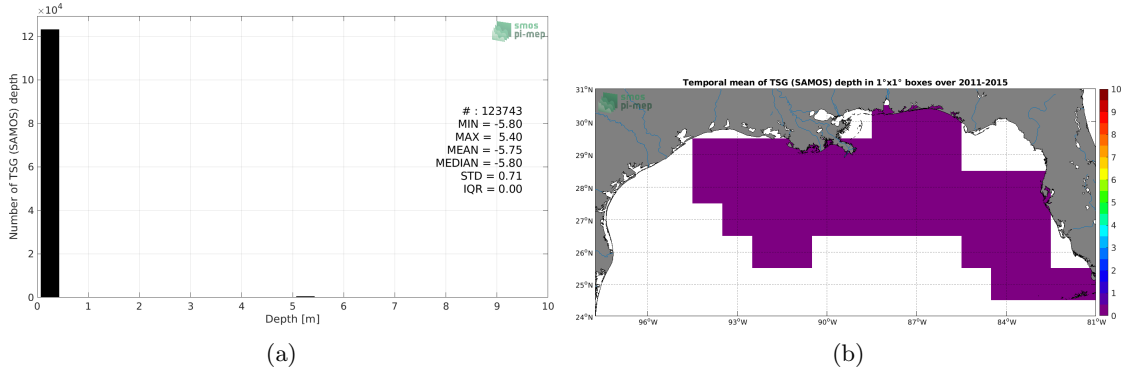 ×10⁴
12
10
8
6
4
2
0
Number of TSG (SAMOS) depth
smos
pi-mep
# : 123743
MIN = -5.80
MAX = 5.40
MEAN = -5.75
MEDIAN = -5.80
STD = 0.71
IQR = 0.00
0 1 2 3 4 5 6 7 8 9 10
Depth [m]
(a)
Temporal mean of TSG (SAMOS) depth in 1°x1° boxes over 2011-2015
smos
pi-mep
31°N
30°N
29°N
28°N
27°N
26°N
25°N
24°N
96°W 93°W 90°W 87°W 84°W 81°W
10
9
8
7
6
5
4
3
2
1
0
(b)